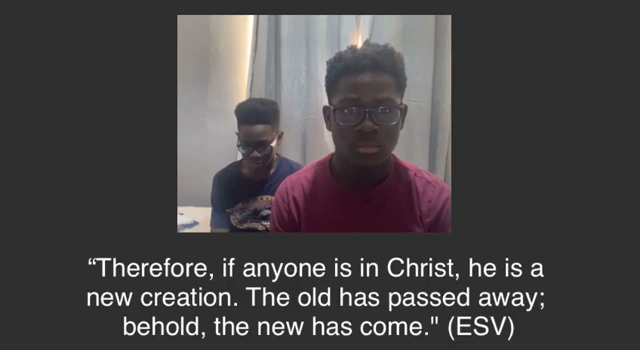 “Therefore, if anyone is in Christ, he is a
new creation. The old has passed away;
behold, the new has come." (ESV)